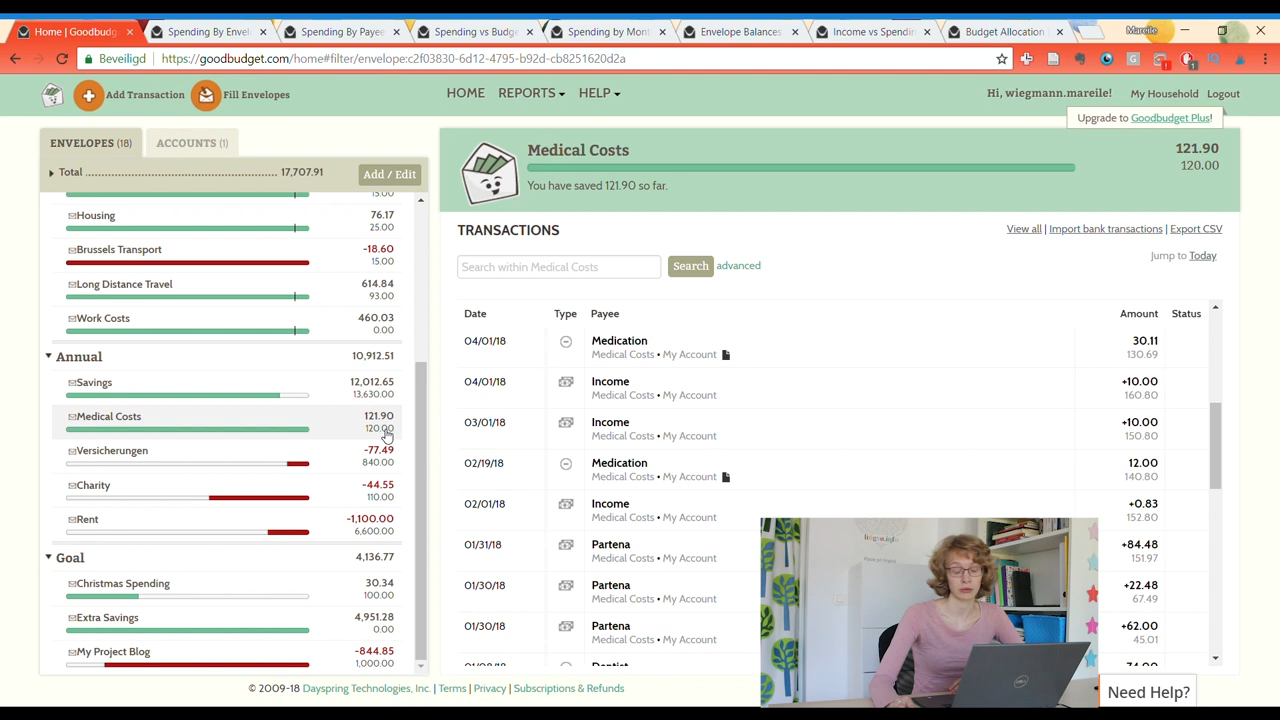 Home | Goodbudg
Spending By Envel
Spending By Paye
Spending vs Budge
Spending by Mont
Envelope Balances
Income vs Spendin
Budget Allocation
Mareile
Beveiligd
https://goodbudget.com/home#filter/envelope:c2f03830-6d12-4795-b92d-cb8251620d2a
Add Transaction
Fill Envelopes
HOME
REPORTS
HELP
Hi, wiegmann.mareile!
My Household
Logout
Upgrade to Goodbudget Plus!
ENVELOPES (18)
ACCOUNTS (1)
Total 17,707.91
Add / Edit
15.00
Housing 76.17
25.00
Brussels Transport -18.60
15.00
Long Distance Travel 614.84
93.00
Work Costs 460.03
0.00
Annual 10,912.51
Savings 12,012.65
13,630.00
Medical Costs 121.90
120.00
Versicherungen -77.49
840.00
Charity -44.55
110.00
Rent -1,100.00
6,600.00
Goal 4,136.77
Christmas Spending 30.34
100.00
Extra Savings 4,951.28
0.00
My Project Blog -844.85
1,000.00
Medical Costs 121.90
120.00
You have saved 121.90 so far.
TRANSACTIONS
View all | Import bank transactions | Export CSV
Search within Medical Costs
Search
advanced
Jump to Today
Date Type Payee Amount Status
04/01/18 Medication 30.11
Medical Costs • My Account 130.69
04/01/18 Income +10.00
Medical Costs • My Account 160.80
03/01/18 Income +10.00
Medical Costs • My Account 150.80
02/19/18 Medication 12.00
Medical Costs • My Account 140.80
02/01/18 Income +0.83
Medical Costs • My Account 152.80
01/31/18 Partena +84.48
Medical Costs • My Account 151.97
01/30/18 Partena +22.48
Medical Costs • My Account 67.49
01/30/18 Partena +62.00
Medical Costs • My Account 45.01
01/08/18 Dentist 74.00
© 2009-18 Dayspring Technologies, Inc. | Terms | Privacy | Subscriptions & Refunds
Need Help?